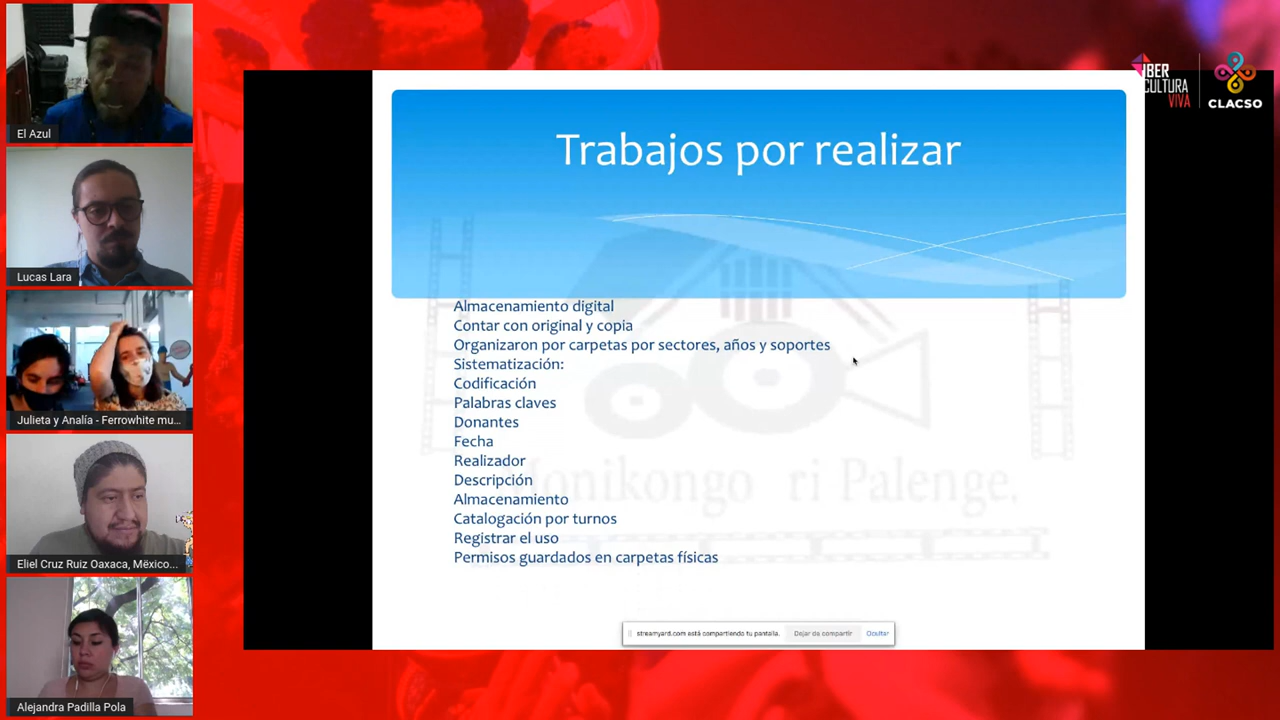 El Azul
Lucas Lara
Julieta y Analía - Ferrowhite mu...
Eliel Cruz Ruiz Oaxaca, México...
Alejandra Padilla Pola
IBER
CULTURA
VIVA
CLACSO
Trabajos por realizar
Almacenamiento digital
Contar con original y copia
Organizaron por carpetas por sectores, años y soportes
Sistematización:
Codificación
Palabras claves
Donantes
Fecha
Realizador
Descripción
Almacenamiento
Catalogación por turnos
Registrar el uso
Permisos guardados en carpetas físicas
onikongo ri Palenge.
streamyard.com está compartiendo tu pantalla.
Dejar de compartir
Ocultar